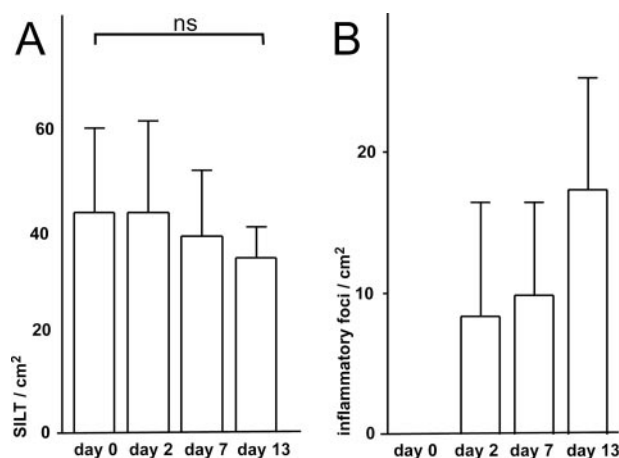 A
ns
60
40
20
0
SILT / cm²
day 0 day 2 day 7 day 13
B
20
10
0
inflammatory foci / cm²
day 0 day 2 day 7 day 13